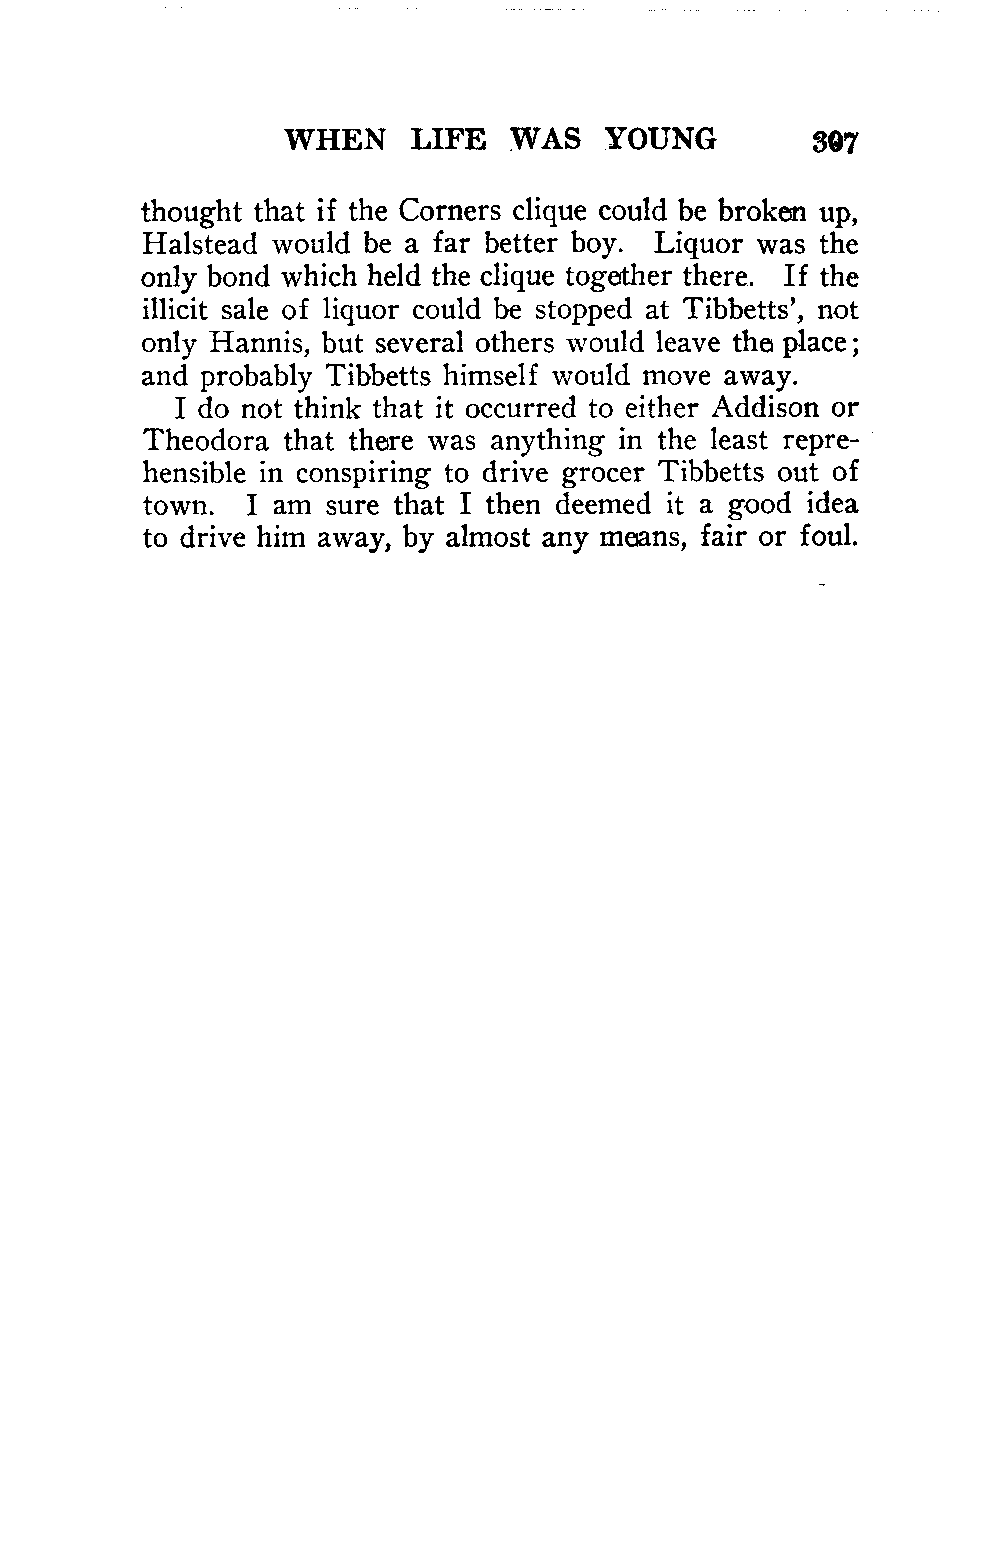 WHEN LIFE WAS YOUNG 307
thought that if the Corners clique could be broken up,
Halstead would be a far better boy. Liquor was the
only bond which held the clique together there. If the
illicit sale of liquor could be stopped at Tibbetts', not
only Hannis, but several others would leave the place;
and probably Tibbetts himself would move away.
I do not think that it occurred to either Addison or
Theodora that there was anything in the least repre-
hensible in conspiring to drive grocer Tibbetts out of
town. I am sure that I then deemed it a good idea
to drive him away, by almost any means, fair or foul.